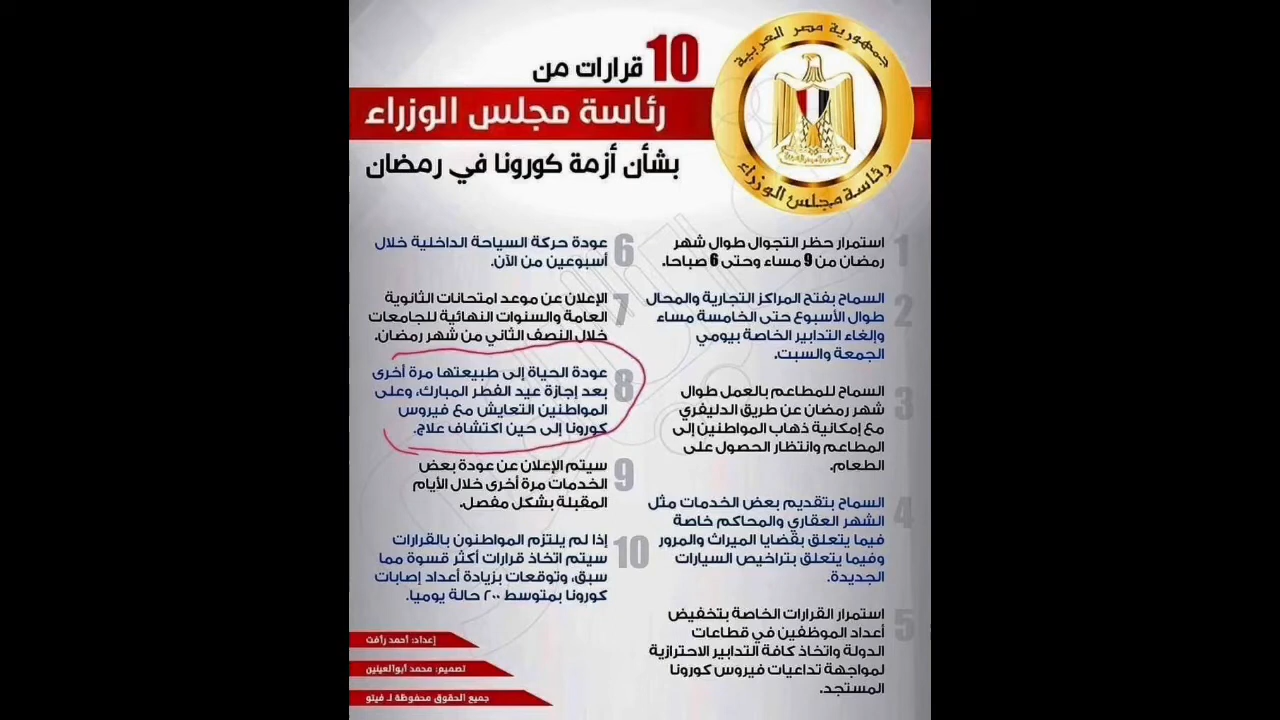 جمهورية مصر العربية
رئاسة مجلس الوزراء
10 قرارات من
رئاسة مجلس الوزراء
بشأن أزمة كورونا في رمضان
1
استمرار حظر التجوال طوال شهر
رمضان من 9 مساء وحتى 6 صباحا.
2
السماح بفتح المراكز التجارية والمحال
طوال الأسبوع حتى الخامسة مساء
وإلغاء التدابير الخاصة بيومي
الجمعة والسبت.
3
السماح للمطاعم بالعمل طوال
شهر رمضان عن طريق الدليفري
مع إمكانية ذهاب المواطنين إلى
المطاعم وانتظار الحصول على
الطعام.
4
السماح بتقديم بعض الخدمات مثل
الشهر العقاري والمحاكم خاصة
فيما يتعلق بقضايا الميراث والمرور
وفيما يتعلق بتراخيص السيارات
الجديدة.
5
استمرار القرارات الخاصة بتخفيض
أعداد الموظفين في قطاعات
الدولة واتخاذ كافة التدابير الاحترازية
لمواجهة تداعيات فيروس كورونا
المستجد.
6
عودة حركة السياحة الداخلية خلال
أسبوعين من الآن.
7
الإعلان عن موعد امتحانات الثانوية
العامة والسنوات النهائية للجامعات
خلال النصف الثاني من شهر رمضان.
8
عودة الحياة إلى طبيعتها مرة أخرى
بعد إجازة عيد الفطر المبارك، وعلى
المواطنين التعايش مع فيروس
كورونا إلى حين اكتشاف علاج.
9
سيتم الإعلان عن عودة بعض
الخدمات مرة أخرى خلال الأيام
المقبلة بشكل مفصل.
10
إذا لم يلتزم المواطنون بالقرارات
سيتم اتخاذ قرارات أكثر قسوة مما
سبق، وتوقعات بزيادة أعداد إصابات
كورونا بمتوسط ٢٠٠ حالة يوميا.
إعداد: أحمد رأفت
تصميم: محمد أبوالعينين
جميع الحقوق محفوظة لـ فيتو